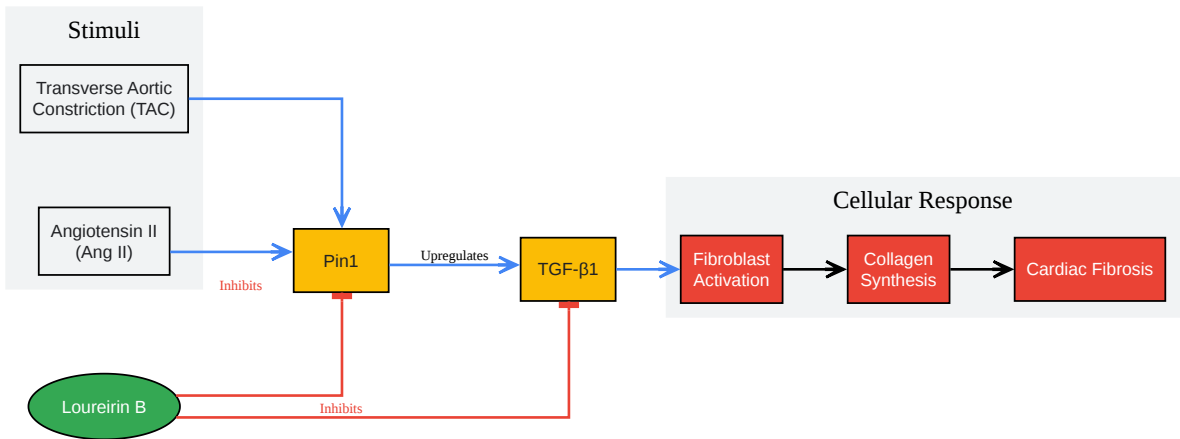 Stimuli
Transverse Aortic
Constriction (TAC)
Angiotensin II
(Ang II)
Pin1
Upregulates
TGF-β1
Cellular Response
Fibroblast
Activation
Collagen
Synthesis
Cardiac Fibrosis
Inhibits
Loureirin B
Inhibits